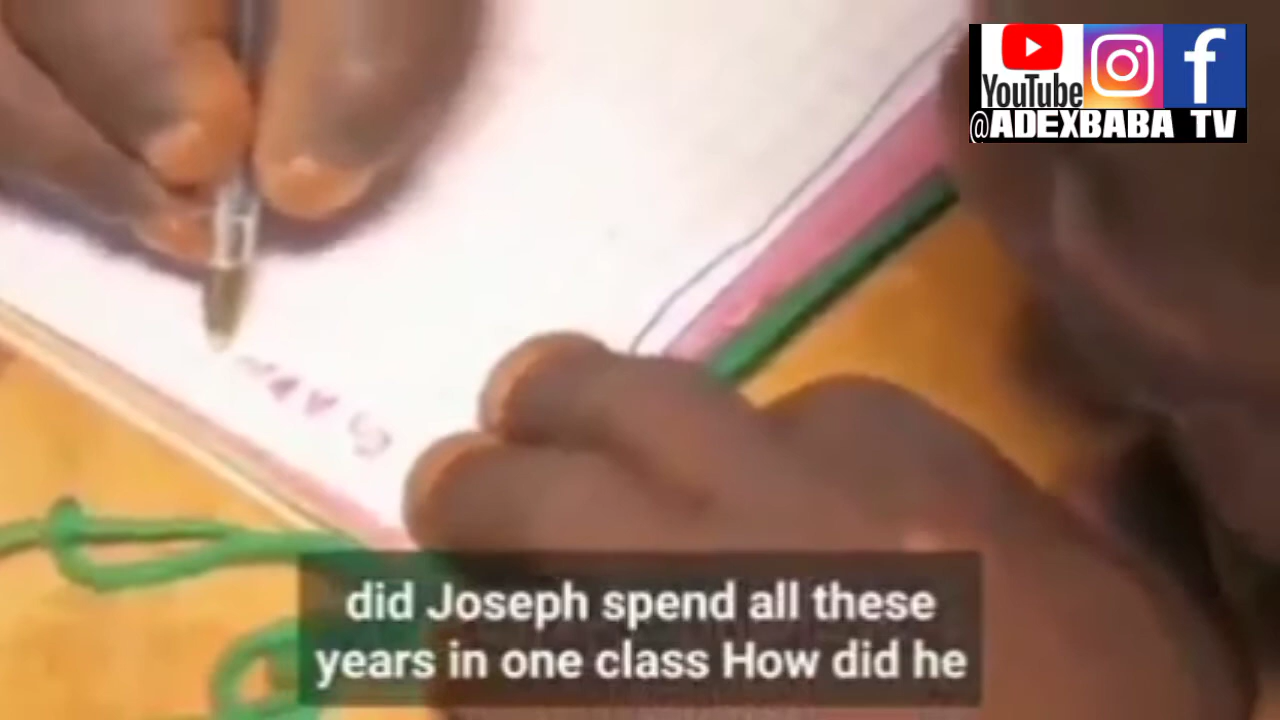 YouTube
@ADEXBABA TV
did Joseph spend all these
years in one class How did he